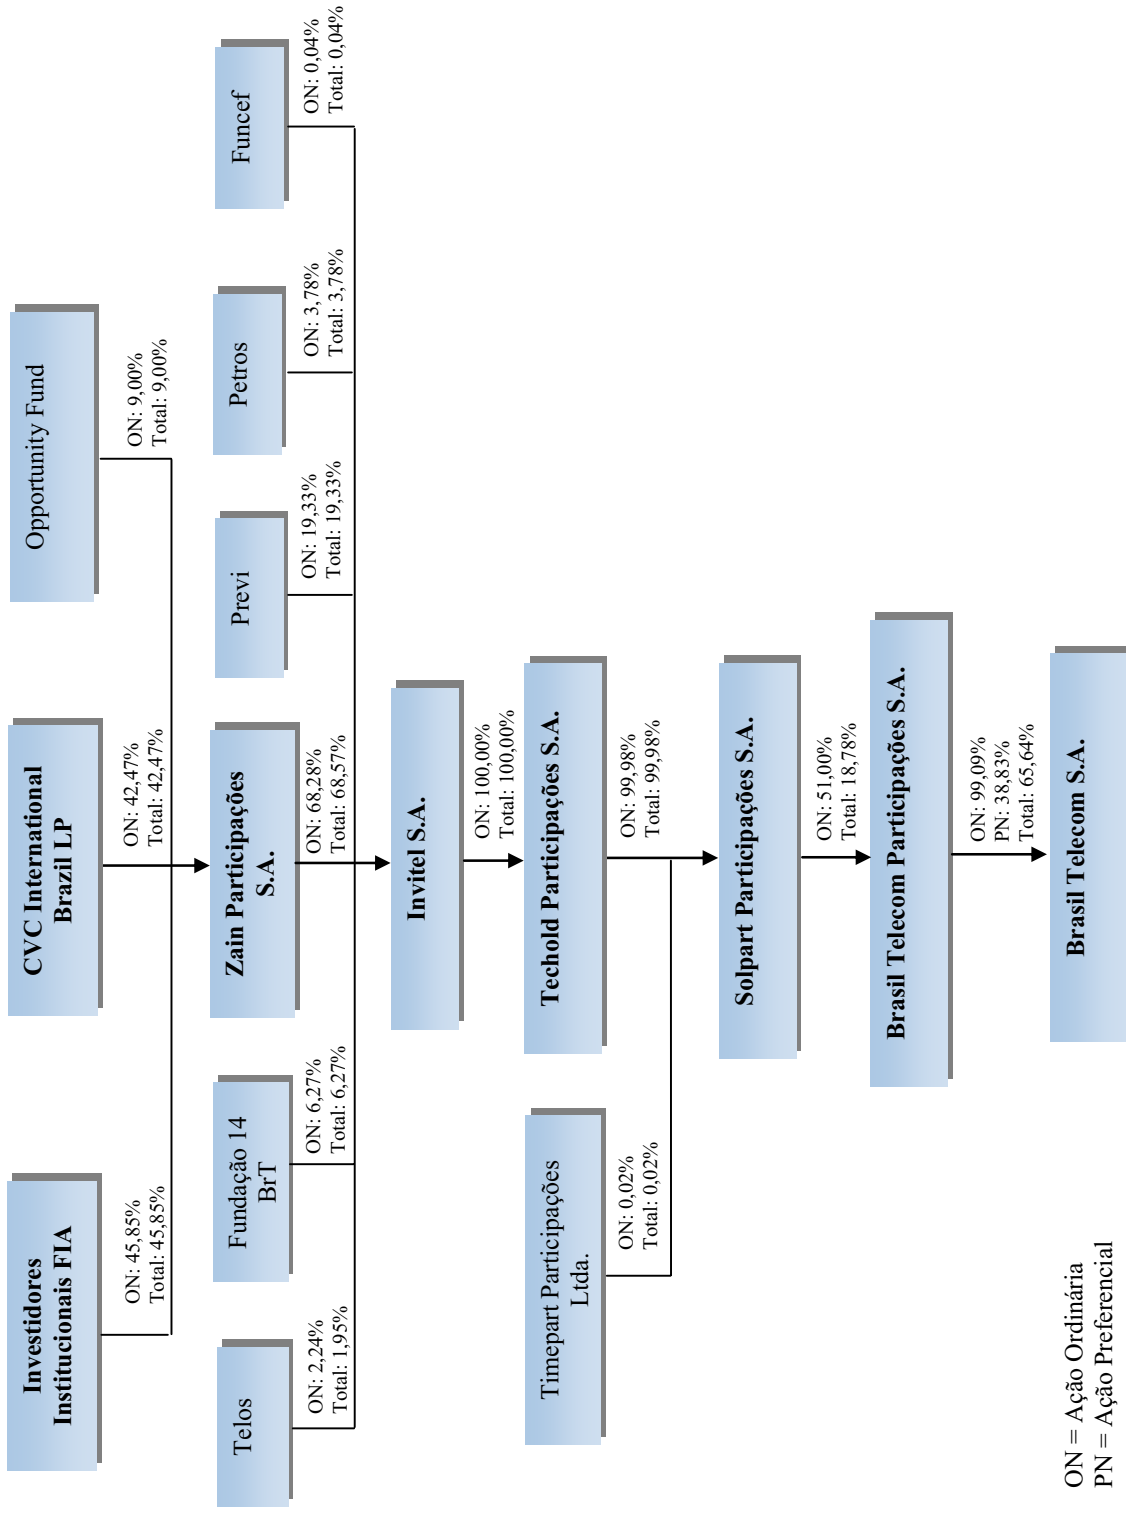 Investidores
Institucionais FIA
CVC International
Brazil LP
Opportunity Fund
ON: 45,85%
Total: 45,85%
ON: 42,47%
Total: 42,47%
ON: 9,00%
Total: 9,00%
Telos
Fundação 14
BrT
Zain Participações
S.A.
Previ
Petros
Funcef
ON: 2,24%
Total: 1,95%
ON: 6,27%
Total: 6,27%
ON: 68,28%
Total: 68,57%
ON: 19,33%
Total: 19,33%
ON: 3,78%
Total: 3,78%
ON: 0,04%
Total: 0,04%
Invitel S.A.
ON: 100,00%
Total: 100,00%
Timepart Participações
Ltda.
Techold Participações S.A.
ON: 0,02%
Total: 0,02%
ON: 99,98%
Total: 99,98%
Solpart Participações S.A.
ON: 51,00%
Total: 18,78%
Brasil Telecom Participações S.A.
ON: 99,09%
PN: 38,83%
Total: 65,64%
Brasil Telecom S.A.
ON = Ação Ordinária
PN = Ação Preferencial